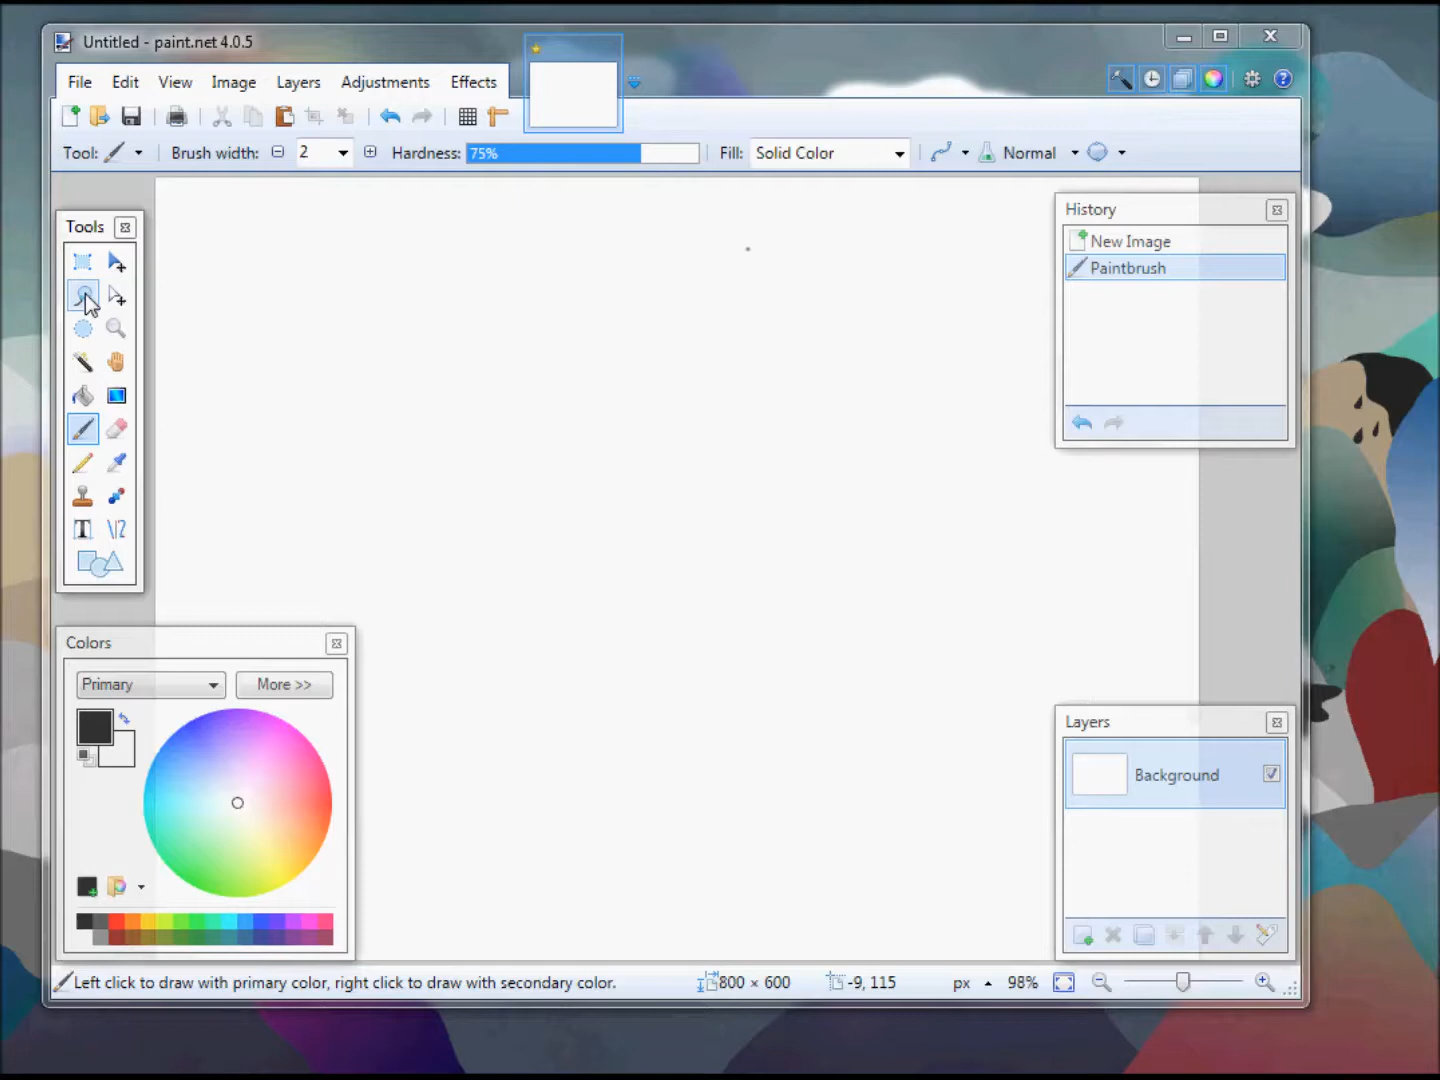 Untitled - paint.net 4.0.5
File Edit View Image Layers Adjustments Effects
Tool: Brush width: 2 Hardness: 75% Fill: Solid Color Normal
Tools
History
New Image
Paintbrush
Colors
Primary More >>
Layers
Background
Left click to draw with primary color, right click to draw with secondary color. 800 × 600 -9, 115 px 98%